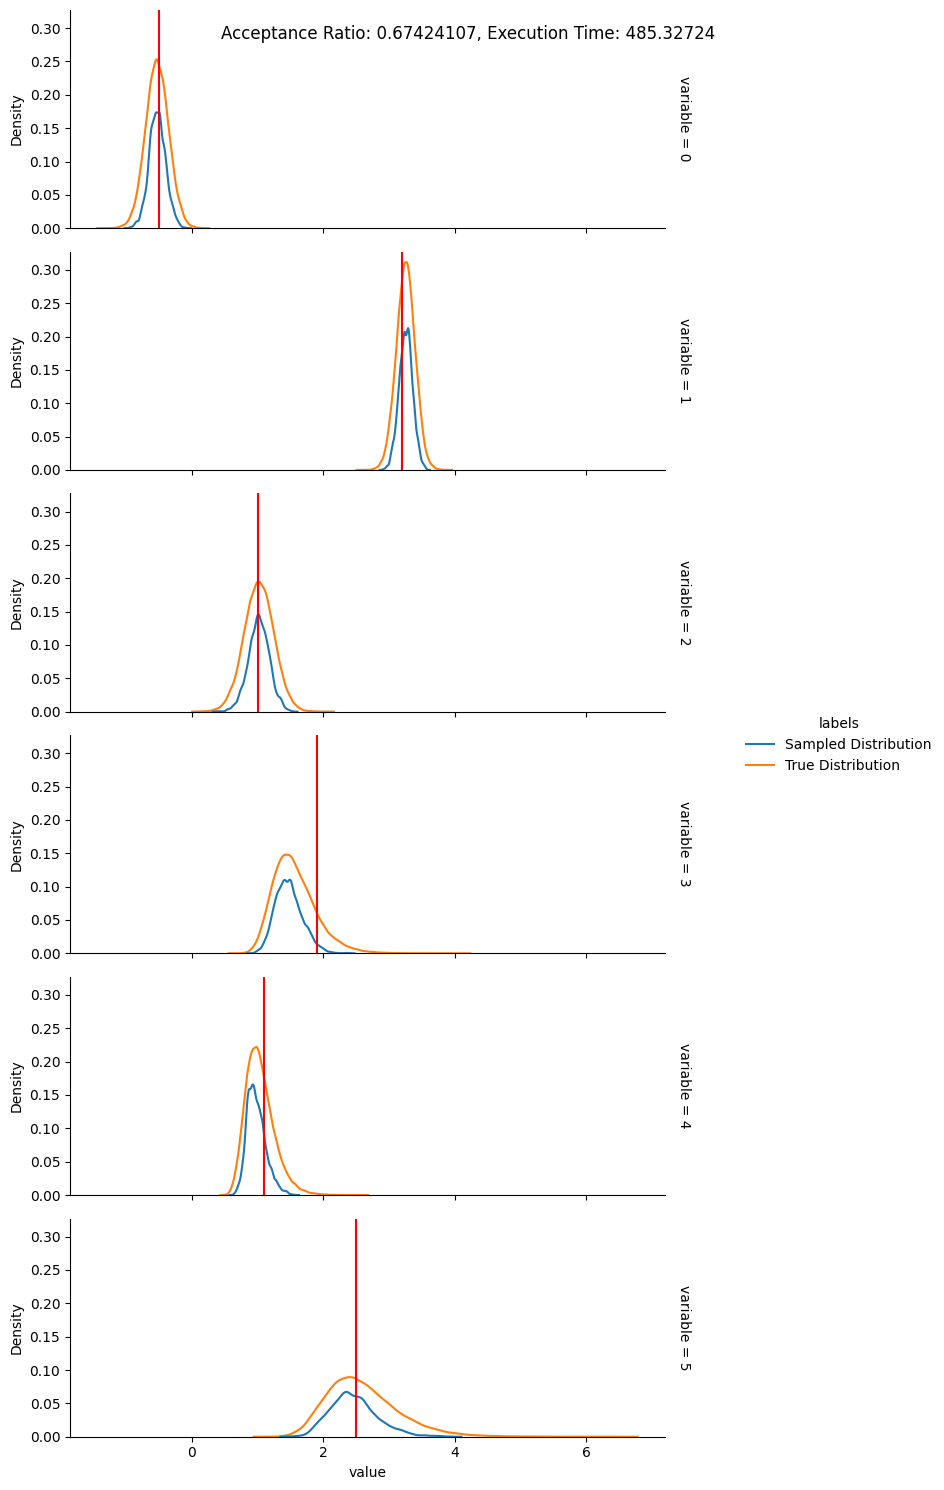 Acceptance Ratio: 0.67424107, Execution Time: 485.32724
0.30
0.25
0.20
0.15
0.10
0.05
0.00
Density
variable = 0
0.30
0.25
0.20
0.15
0.10
0.05
0.00
Density
variable = 1
0.30
0.25
0.20
0.15
0.10
0.05
0.00
Density
variable = 2
labels
Sampled Distribution
True Distribution
0.30
0.25
0.20
0.15
0.10
0.05
0.00
Density
variable = 3
0.30
0.25
0.20
0.15
0.10
0.05
0.00
Density
variable = 4
0.30
0.25
0.20
0.15
0.10
0.05
0.00
Density
variable = 5
0 2 4 6
value